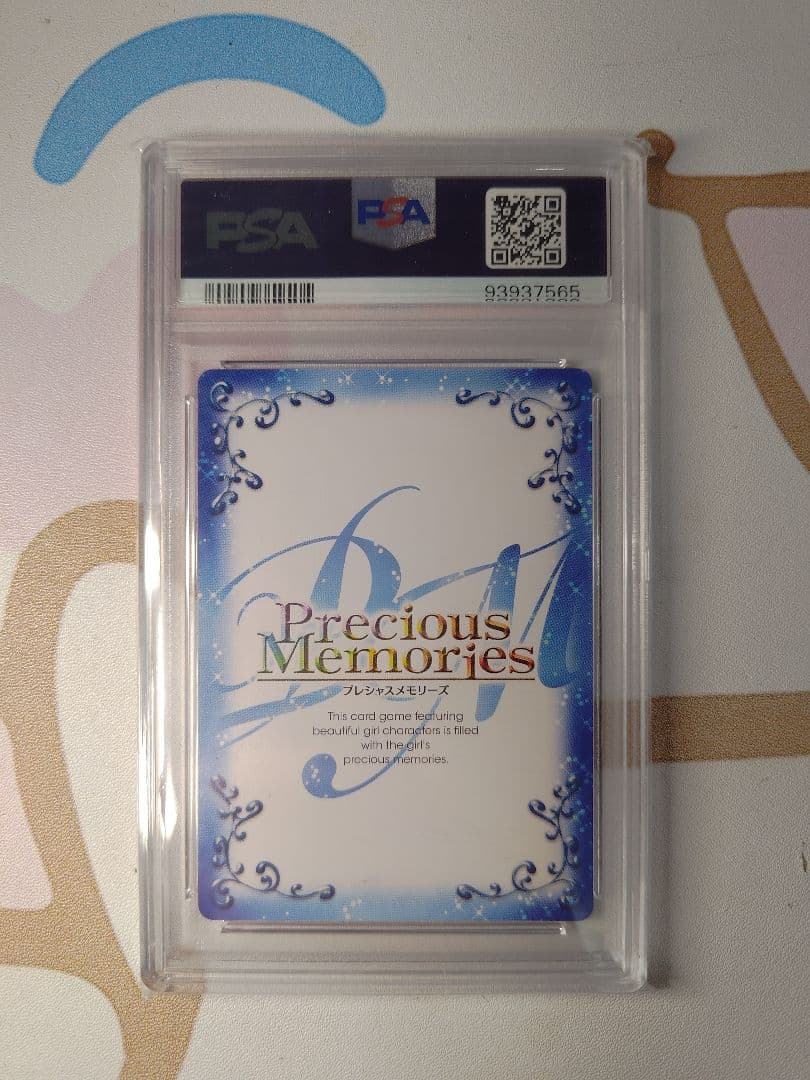 PSA
PSA
93937565
Precious
Memories
プレシャスメモリーズ
This card game featuring
beautiful girl characters is filled
with the girl's
precious memories.